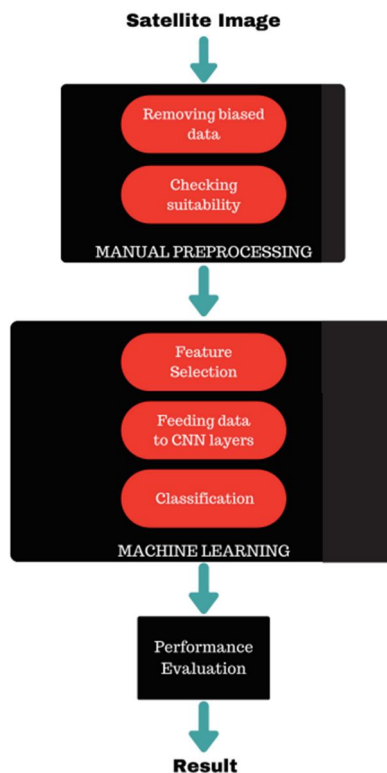 Satellite Image
Removing biased
data
Checking
suitability
MANUAL PREPROCESSING
Feature
Selection
Feeding data
to CNN layers
Classification
MACHINE LEARNING
Performance
Evaluation
Result